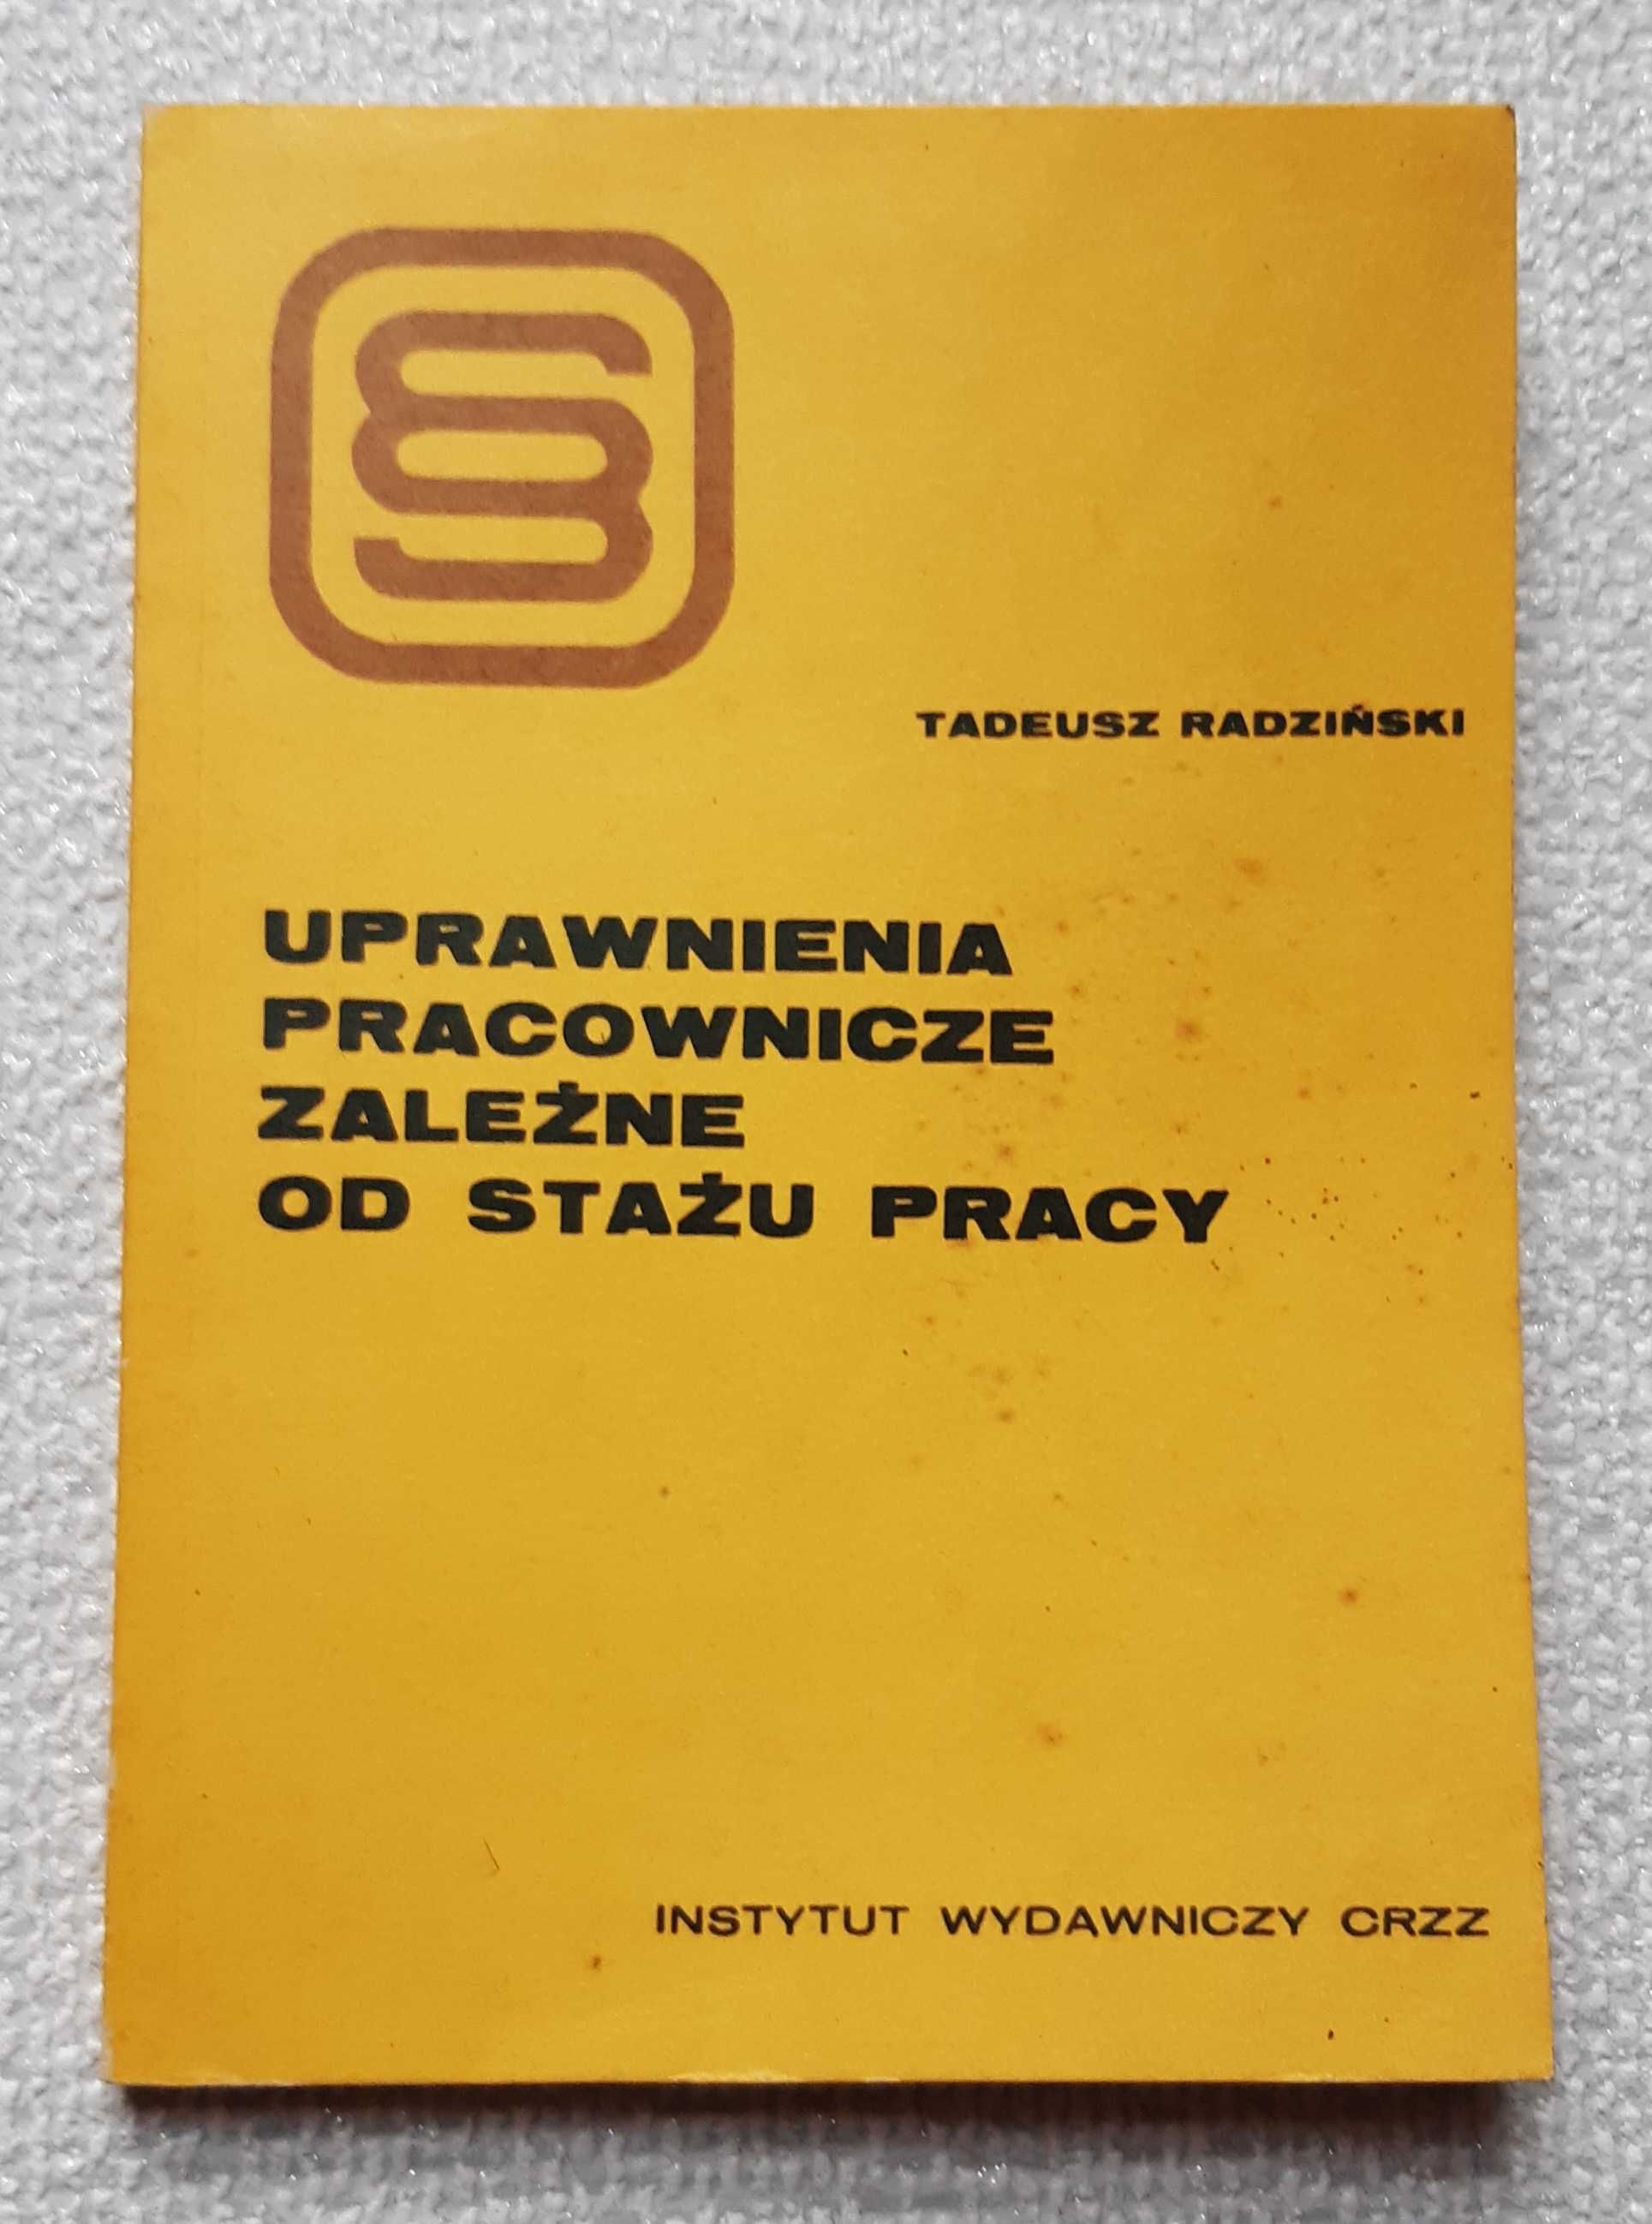 §
TADEUSZ RADZIŃSKI
UPRAWNIENIA
PRACOWNICZE
ZALEŻNE
OD STAŻU PRACY
INSTYTUT WYDAWNICZY CRZZ